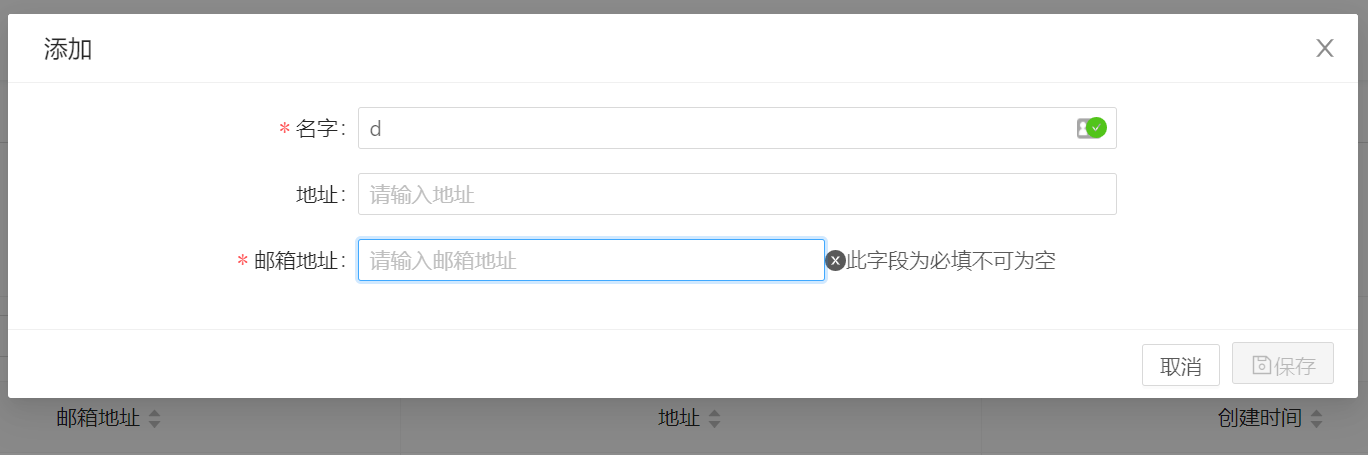 添加
* 名字:
d
地址:
请输入地址
* 邮箱地址:
请输入邮箱地址
此字段为必填不可为空
取消
保存
邮箱地址
地址
创建时间